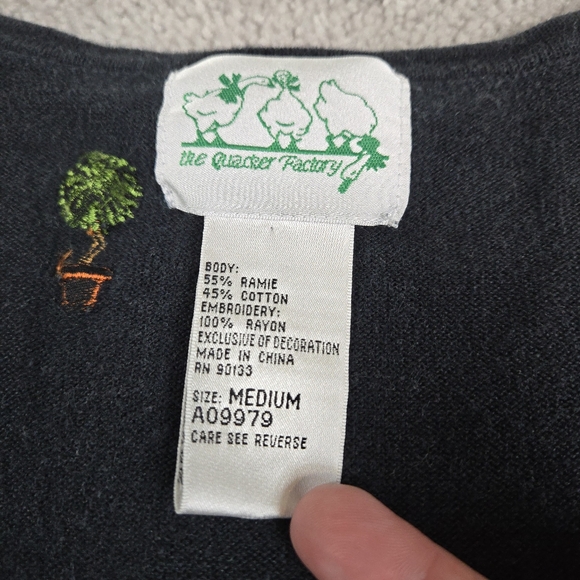 the Quacker Factory
BODY:
55% RAMIE
45% COTTON
EMBROIDERY:
100% RAYON
EXCLUSIVE OF DECORATION
MADE IN CHINA
RN 90133
SIZE: MEDIUM
A09979
CARE SEE REVERSE